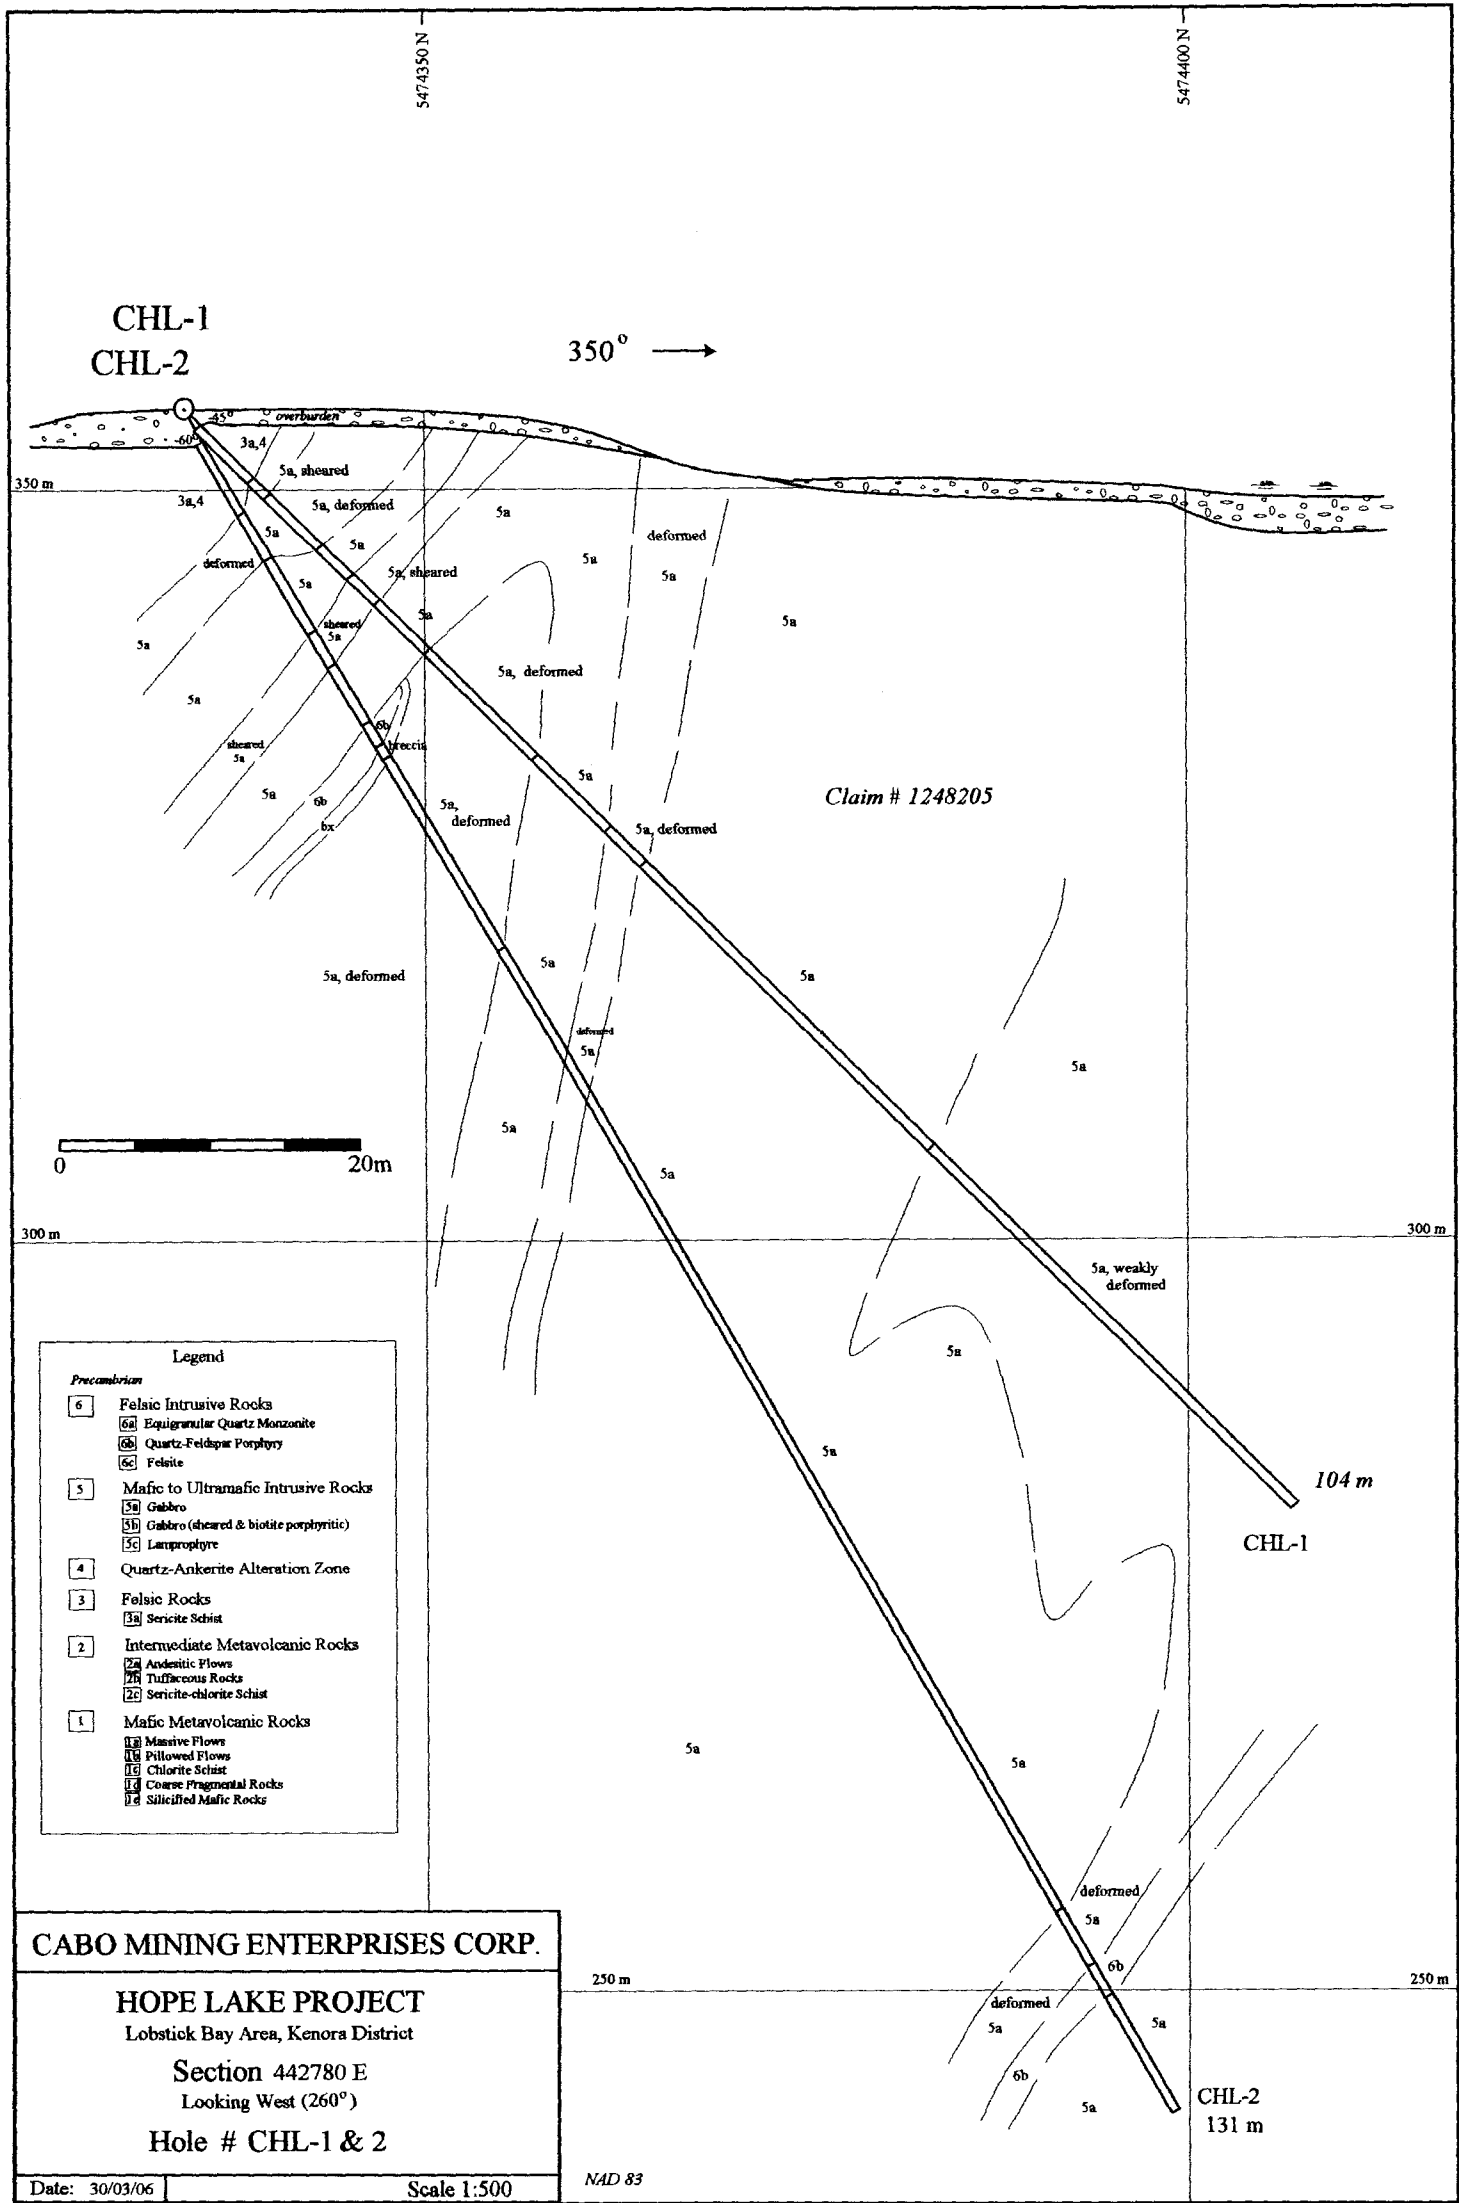 5474350 N
5474400 N
CHL-1
CHL-2
350° →
-45°
overburden
-60°
3a,4
5a, sheared
350 m
3a,4
5a, deformed
5a
5a
5a
deformed
deformed
5a
5a
5a, sheared
5a
5a
5a
sheared
5a
5a
5a
5a, deformed
5a
6b
sheared
5a
breccia
5a
5a
6b
5a,
deformed
Claim # 1248205
bx
5a, deformed
5a
5a, deformed
5a
deformed
5a
5a
5a
5a
0
20m
300 m
300 m
5a, weakly
deformed
5a
Legend
Precambrian
6 Felsic Intrusive Rocks
6a Equigranular Quartz Monzonite
6b Quartz-Feldspar Porphyry
6c Felsite
5 Mafic to Ultramafic Intrusive Rocks
5a Gabbro
5b Gabbro (sheared & biotite porphyritic)
5c Lamprophyre
4 Quartz-Ankerite Alteration Zone
3 Felsic Rocks
3a Sericite Schist
2 Intermediate Metavolcanic Rocks
2a Andesitic Flows
2b Tuffaceous Rocks
2c Sericite-chlorite Schist
1 Mafic Metavolcanic Rocks
1a Massive Flows
1b Pillowed Flows
1c Chlorite Schist
1d Coarse Fragmental Rocks
1e Silicified Mafic Rocks
5a
104 m
CHL-1
5a
5a
deformed
5a
6b
250 m
250 m
deformed
5a
5a
6b
5a
CHL-2
131 m
CABO MINING ENTERPRISES CORP.
HOPE LAKE PROJECT
Lobstick Bay Area, Kenora District
Section 442780 E
Looking West (260°)
Hole # CHL-1 & 2
Date: 30/03/06
Scale 1:500
NAD 83